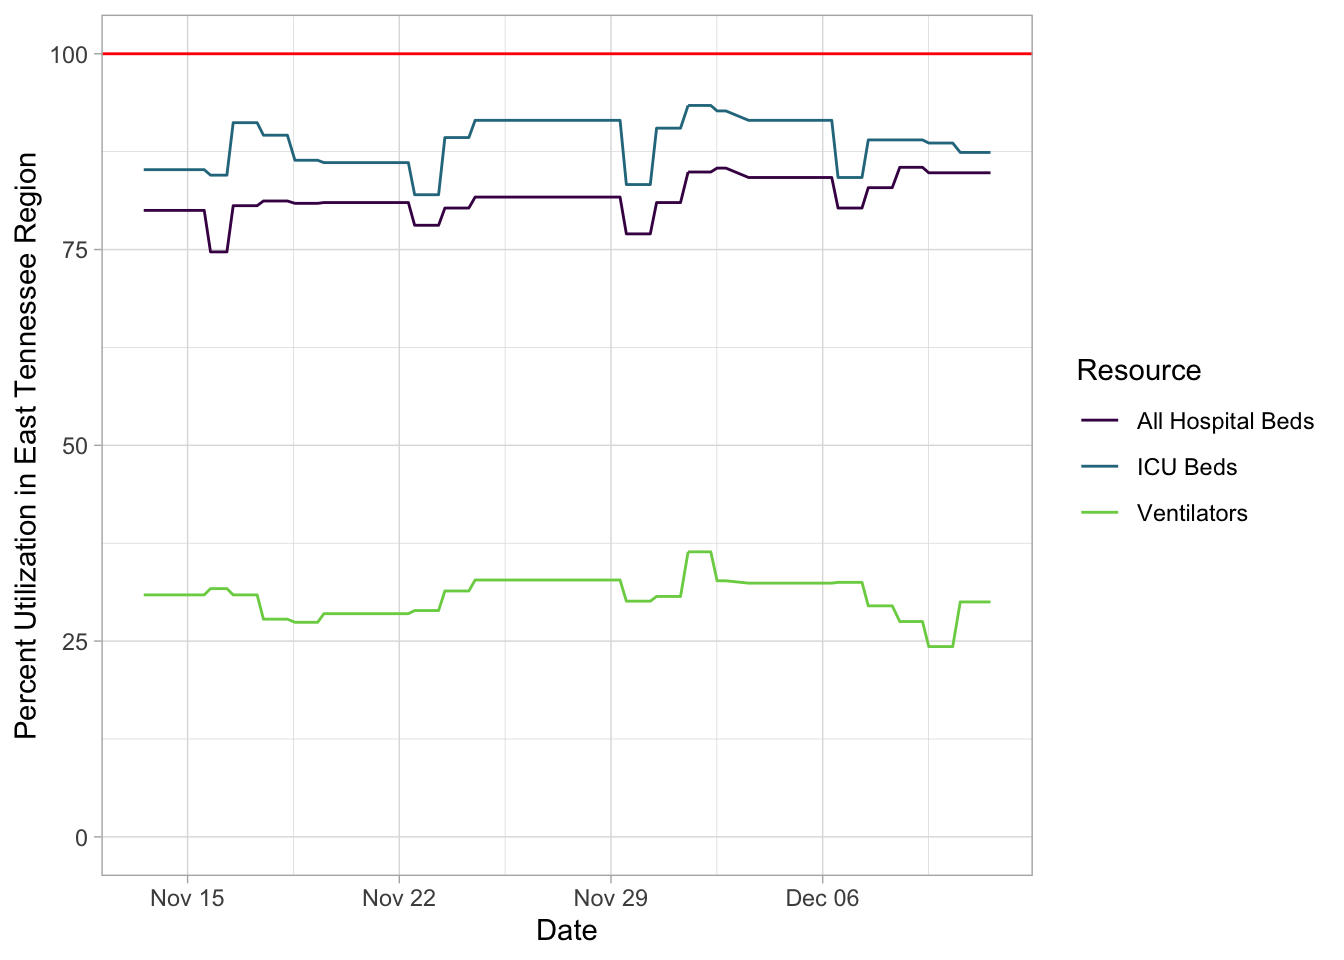 Percent Utilization in East Tennessee Region
100
75
50
25
0
Nov 15
Nov 22
Nov 29
Dec 06
Date
Resource
All Hospital Beds
ICU Beds
Ventilators